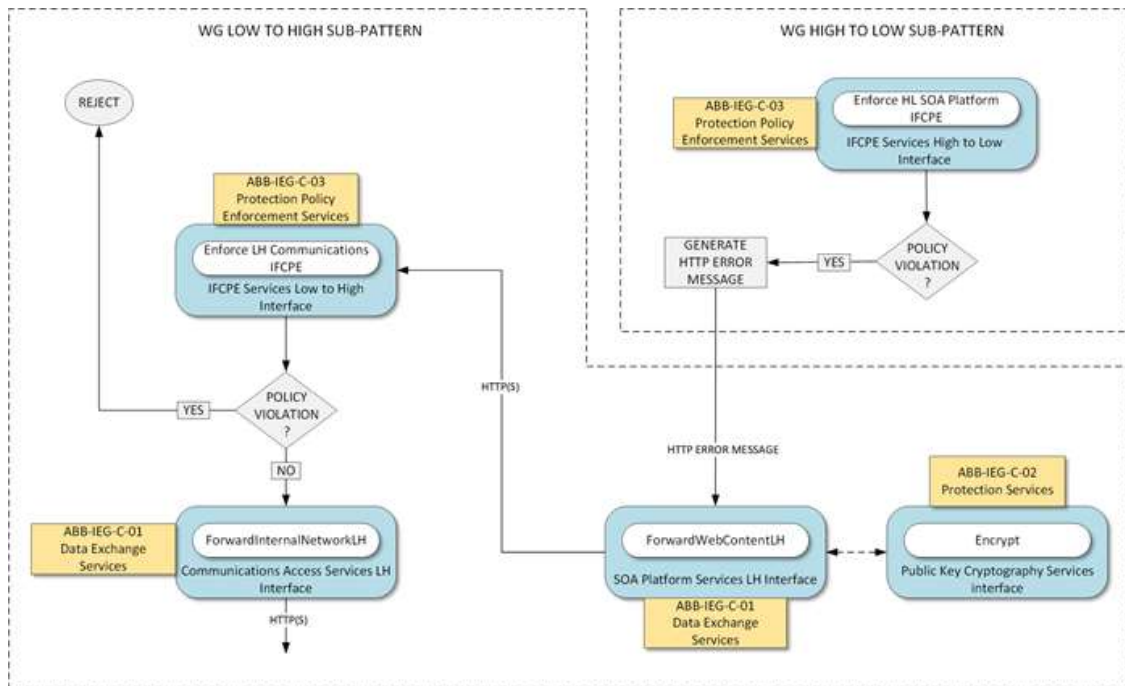 WG LOW TO HIGH SUB-PATTERN
WG HIGH TO LOW SUB-PATTERN
REJECT
ABB-IEG-C-03
Protection Policy
Enforcement Services
Enforce HL SOA Platform
IFCPE
IFCPE Services High to Low
Interface
ABB-IEG-C-03
Protection Policy
Enforcement Services
Enforce LH Communications
IFCPE
IFCPE Services Low to High
Interface
GENERATE
HTTP ERROR
MESSAGE
YES
POLICY
VIOLATION
?
HTTP(S)
YES
POLICY
VIOLATION
?
NO
HTTP ERROR MESSAGE
ABB-IEG-C-02
Protection Services
ABB-IEG-C-01
Data Exchange
Services
ForwardInternalNetworkLH
Communications Access Services LH
Interface
HTTP(S)
ForwardWebContentLH
SOA Platform Services LH Interface
ABB-IEG-C-01
Data Exchange
Services
Encrypt
Public Key Cryptography Services
interface